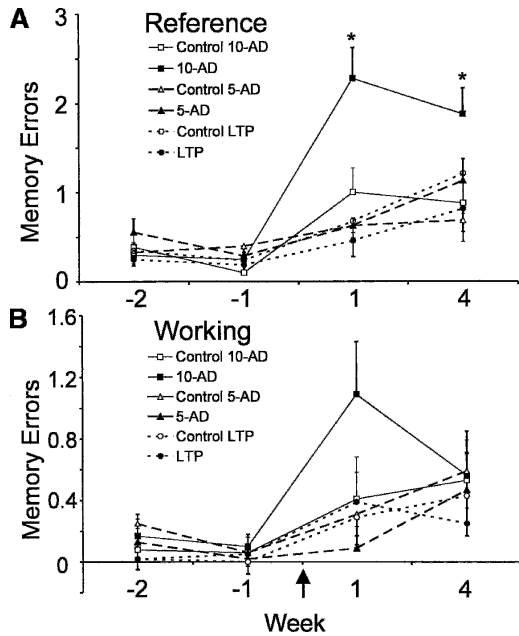 A
Reference
Control 10-AD
10-AD
Control 5-AD
5-AD
Control LTP
LTP
Memory Errors
3
2
1
0
*
*
-2 -1 1 4
B
Working
Control 10-AD
10-AD
Control 5-AD
5-AD
Control LTP
LTP
Memory Errors
1.6
1.2
0.8
0.4
0
-.2
-2 -1 1 4
Week